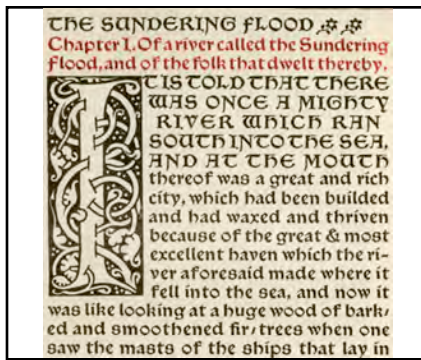 THE SUNDERING FLOOD
Chapter I. Of a river called the Sundering
Flood, and of the folk that dwelt thereby.
IT IS TOLD THAT THERE
WAS ONCE A MIGHTY
RIVER WHICH RAN
SOUTH INTO THE SEA,
AND AT THE MOUTH
thereof was a great and rich
city, which had been builded
and had waxed and thriven
because of the great & most
excellent haven which the ri-
ver aforesaid made where it
fell into the sea, and now it
was like looking at a huge wood of bark-
ed and smoothened fir-trees when one
saw the masts of the ships that lay in